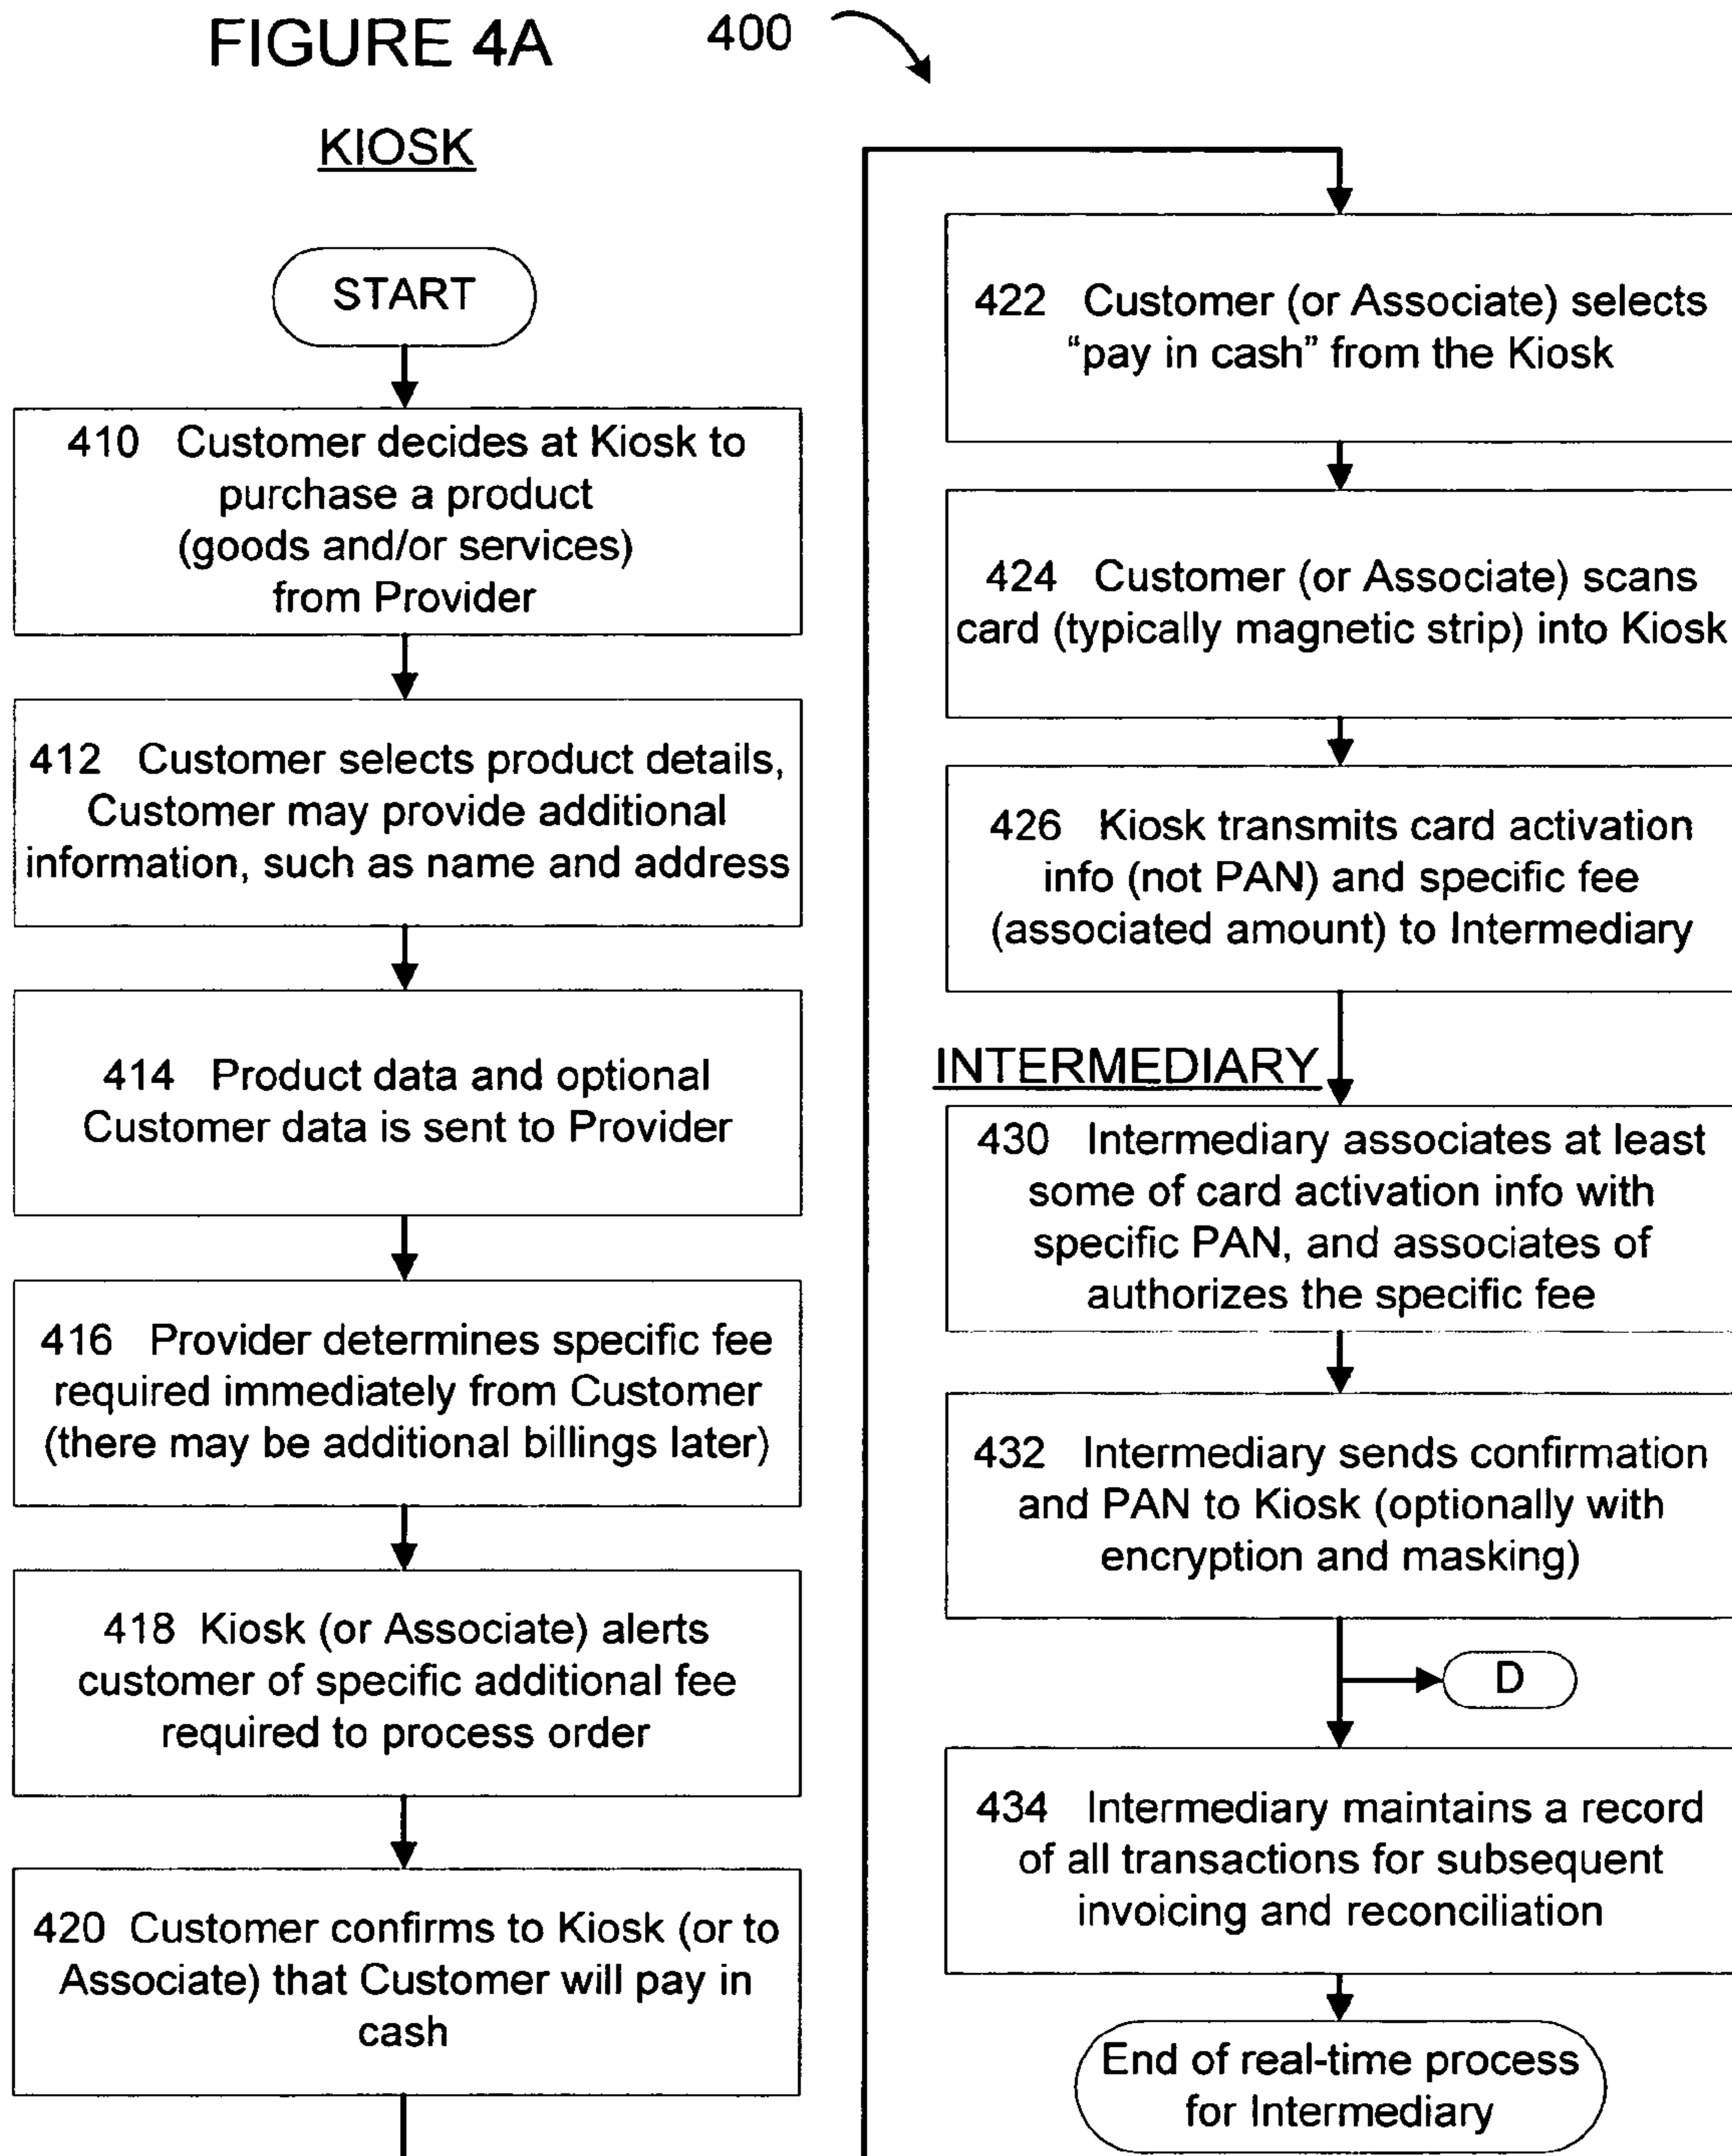 FIGURE 4A
400
KIOSK
START
410 Customer decides at Kiosk to
purchase a product
(goods and/or services)
from Provider
412 Customer selects product details,
Customer may provide additional
information, such as name and address
414 Product data and optional
Customer data is sent to Provider
416 Provider determines specific fee
required immediately from Customer
(there may be additional billings later)
418 Kiosk (or Associate) alerts
customer of specific additional fee
required to process order
420 Customer confirms to Kiosk (or to
Associate) that Customer will pay in
cash
422 Customer (or Associate) selects
“pay in cash” from the Kiosk
424 Customer (or Associate) scans
card (typically magnetic strip) into Kiosk
426 Kiosk transmits card activation
info (not PAN) and specific fee
(associated amount) to Intermediary
INTERMEDIARY
430 Intermediary associates at least
some of card activation info with
specific PAN, and associates of
authorizes the specific fee
432 Intermediary sends confirmation
and PAN to Kiosk (optionally with
encryption and masking)
D
434 Intermediary maintains a record
of all transactions for subsequent
invoicing and reconciliation
End of real-time process
for Intermediary